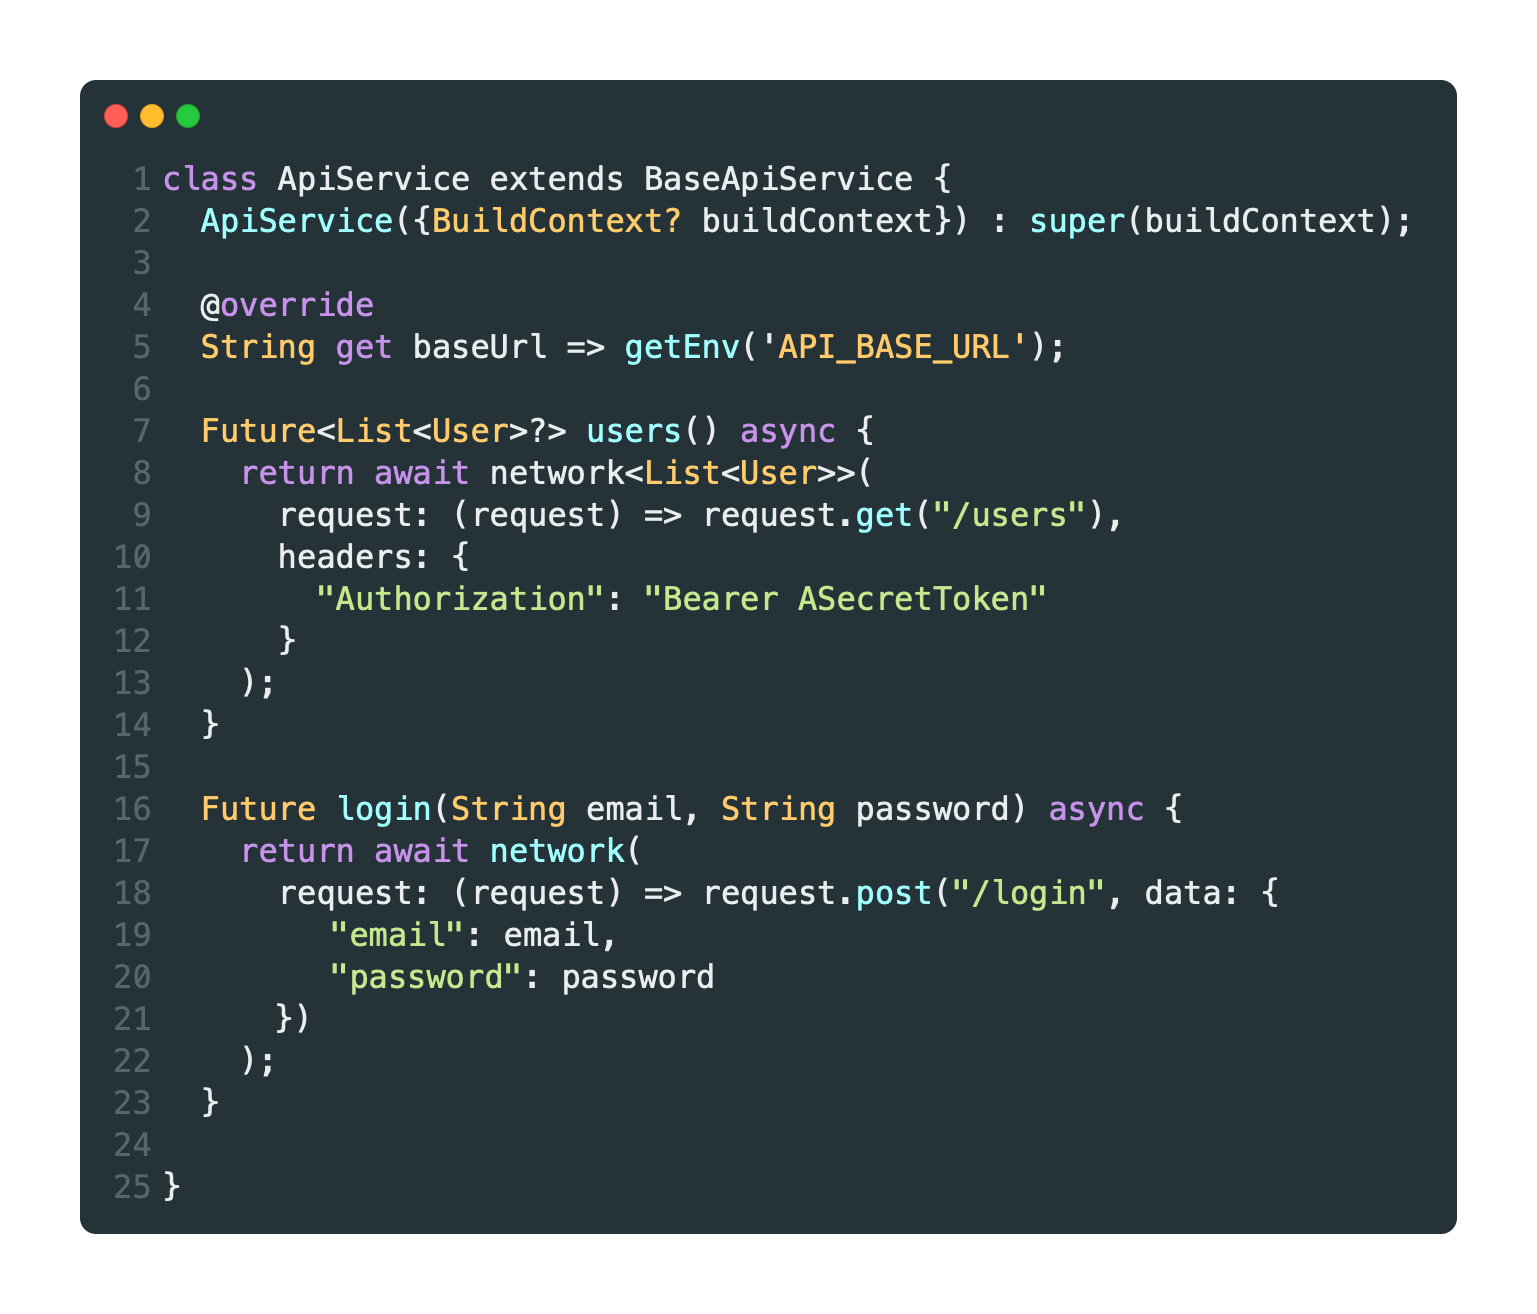 1 class ApiService extends BaseApiService {
2   ApiService({BuildContext? buildContext}) : super(buildContext);
3
4   @override
5   String get baseUrl => getEnv('API_BASE_URL');
6
7   Future<List<User>?> users() async {
8     return await network<List<User>>(
9       request: (request) => request.get("/users"),
10       headers: {
11         "Authorization": "Bearer ASecretToken"
12       }
13     );
14   }
15
16   Future login(String email, String password) async {
17     return await network(
18       request: (request) => request.post("/login", data: {
19          "email": email,
20          "password": password
21       })
22     );
23   }
24
25 }